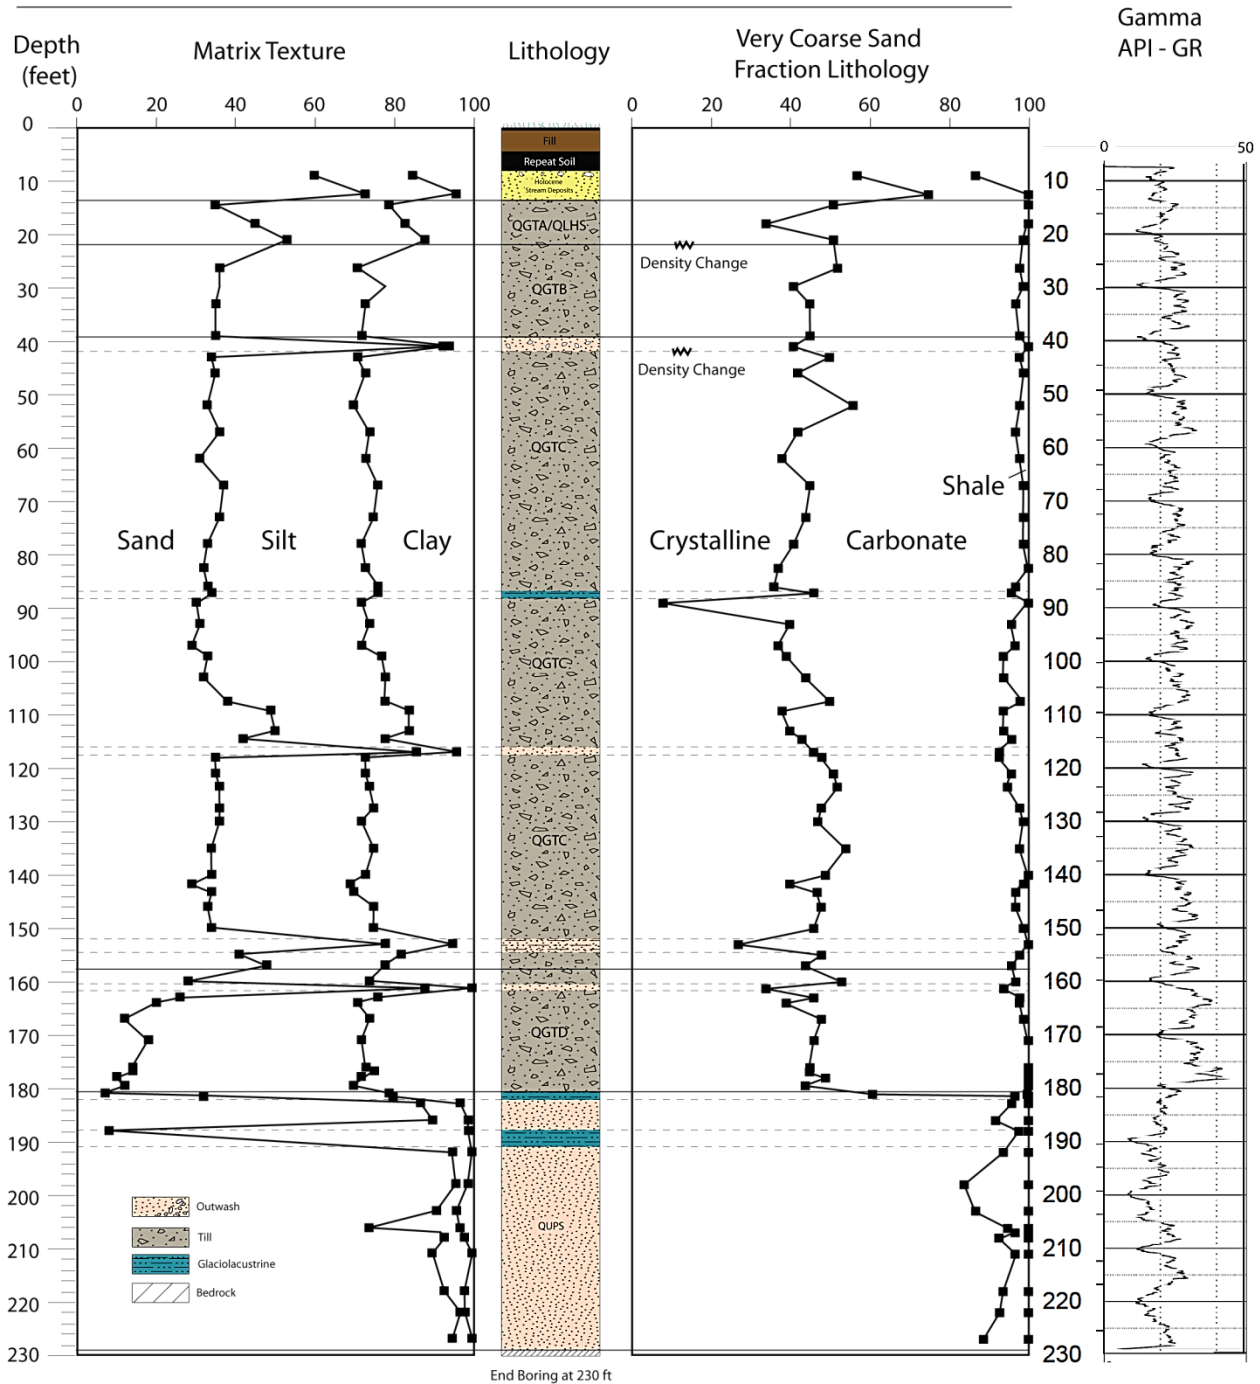 Gamma
API - GR
Depth
(feet)
Matrix Texture
Lithology
Very Coarse Sand
Fraction Lithology
0 20 40 60 80 100
0 20 40 60 80 100
0 50
0
Fill
Repeat Soil
Holocene
Stream Deposits
10 10
QGTA/QLHS
20 20
Density Change
QGTB
30 30
40 40
Density Change
50 50
QGTC
60 60
Shale
70 70
Sand Silt Clay
Crystalline Carbonate
80 80
90 90
QGTC
100 100
110 110
120 120
130 130
QGTC
140 140
150 150
160 160
QGTD
170 170
180 180
190 190
200 200
Outwash
QUPS
210 210
Till
Glaciolacustrine
Bedrock
220 220
230 230
End Boring at 230 ft